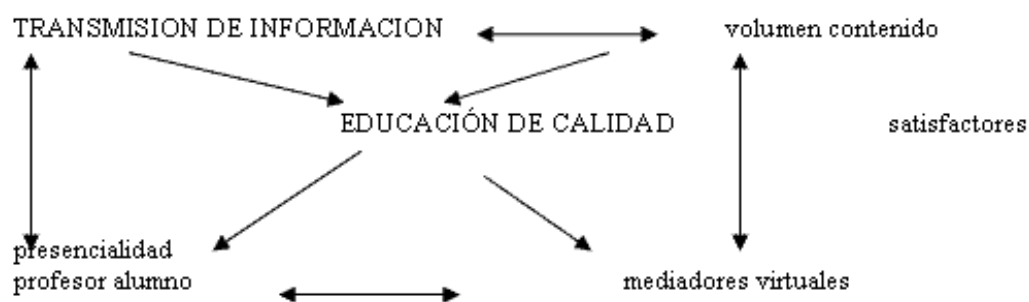 TRANSMISION DE INFORMACION volumen contenido
EDUCACIÓN DE CALIDAD satisfactores
presencialidad
profesor alumno mediadores virtuales